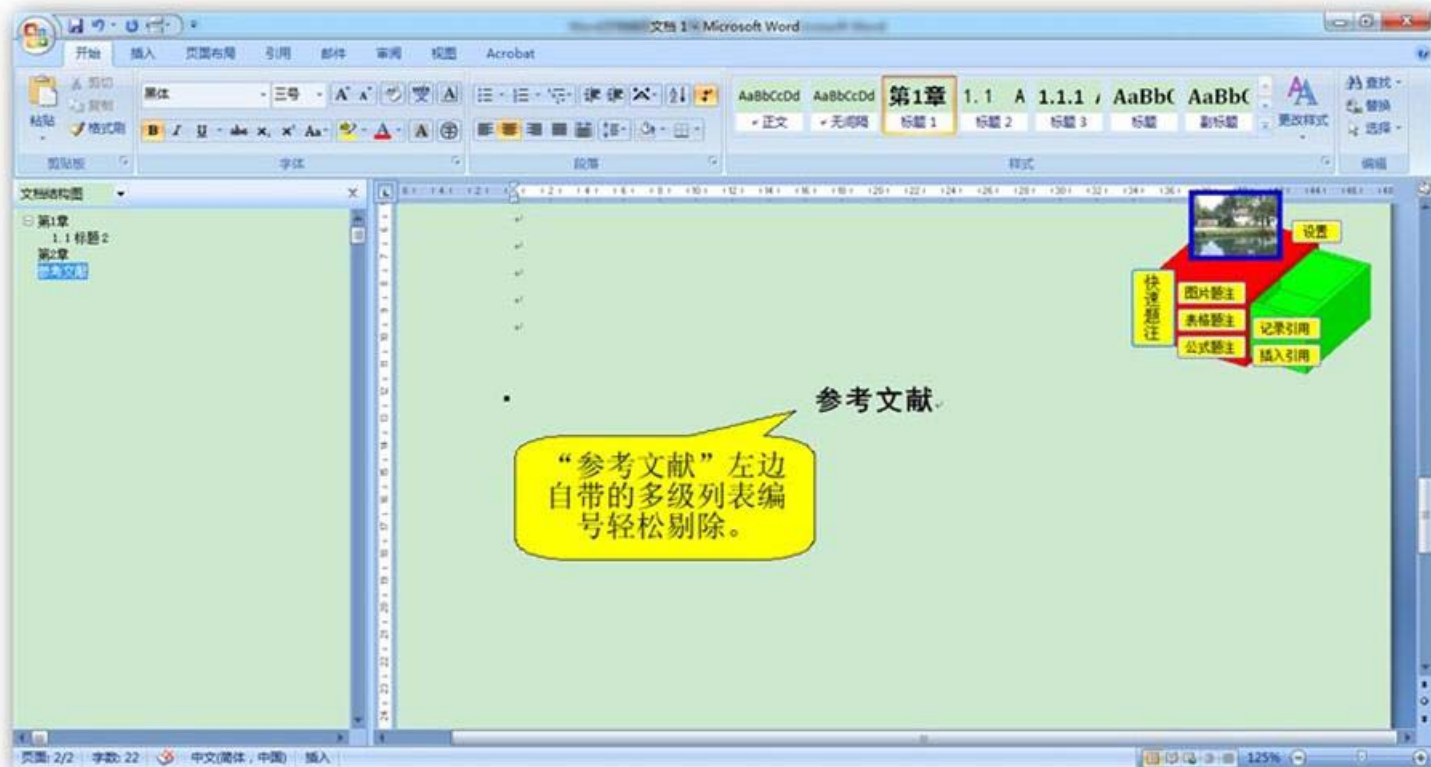 文档 1 - Microsoft Word
开始 插入 页面布局 引用 邮件 审阅 视图 Acrobat
剪切
复制
粘贴 格式刷
剪贴板
黑体 三号
字体
段落
AaBbCcDd AaBbCcDd 第1章 1.1 A 1.1.1 AaBb( AaBb(
正文 无间隔 标题 1 标题 2 标题 3 标题 副标题
更改样式
样式
查找
替换
选择
编辑
文档结构图
第1章
1.1 标题 2
第2章
参考文献
设置
快速题注
图片题注
表格题注
公式题注
记录引用
插入引用
参考文献
“参考文献”左边
自带的多级列表编
号轻松剔除。
页面: 2/2 字数: 22 中文(简体，中国) 插入 125%